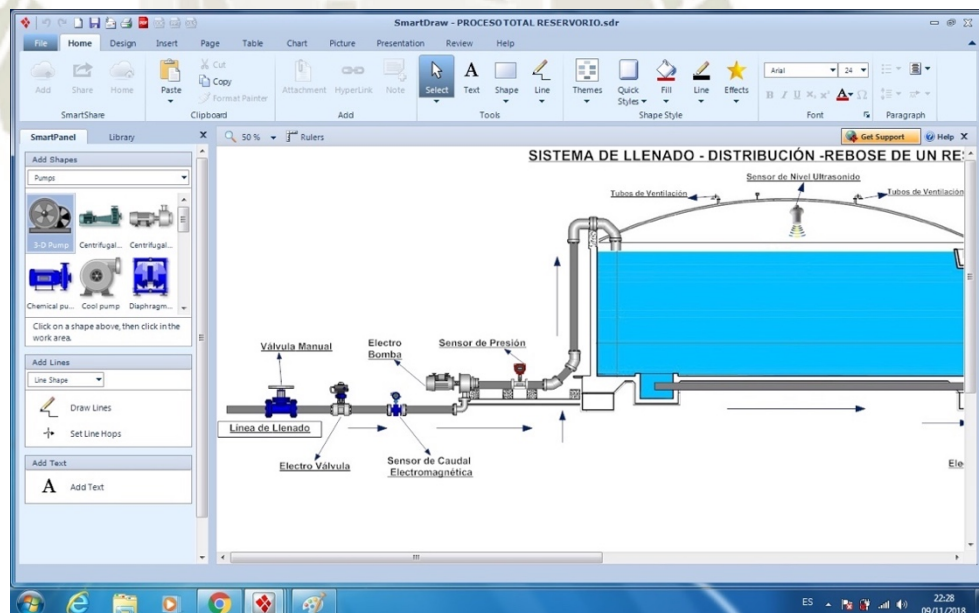 SmartDraw - PROCESO TOTAL RESERVORIO.sdr
File Home Design Insert Page Table Chart Picture Presentation Review Help
Add Share Home
SmartShare
Paste
Cut
Copy
Format Painter
Clipboard
Attachment HyperLink Note
Add
Select Text Shape Line
Tools
Themes Quick Styles Fill Line Effects
Shape Style
Arial 24
B I U
Font
Paragraph
SmartPanel Library X
50 % Rulers
Get Support Help X
Add Shapes
Pumps
3-D Pump Centrifugal... Centrifugal...
Chemical pu... Cool pump Diaphragm...
Click on a shape above, then click in the
work area.
Add Lines
Line Shape
Draw Lines
Set Line Hops
Add Text
A Add Text
SISTEMA DE LLENADO - DISTRIBUCIÓN -REBOSE DE UN RE
Sensor de Nivel Ultrasonido
Tubos de Ventilación
Tubos de Ventilación
Válvula Manual
Electro
Bomba
Sensor de Presión
Línea de Llenado
Electro Válvula
Sensor de Caudal
Electromagnética
Ele
ES
22:28
09/11/2018